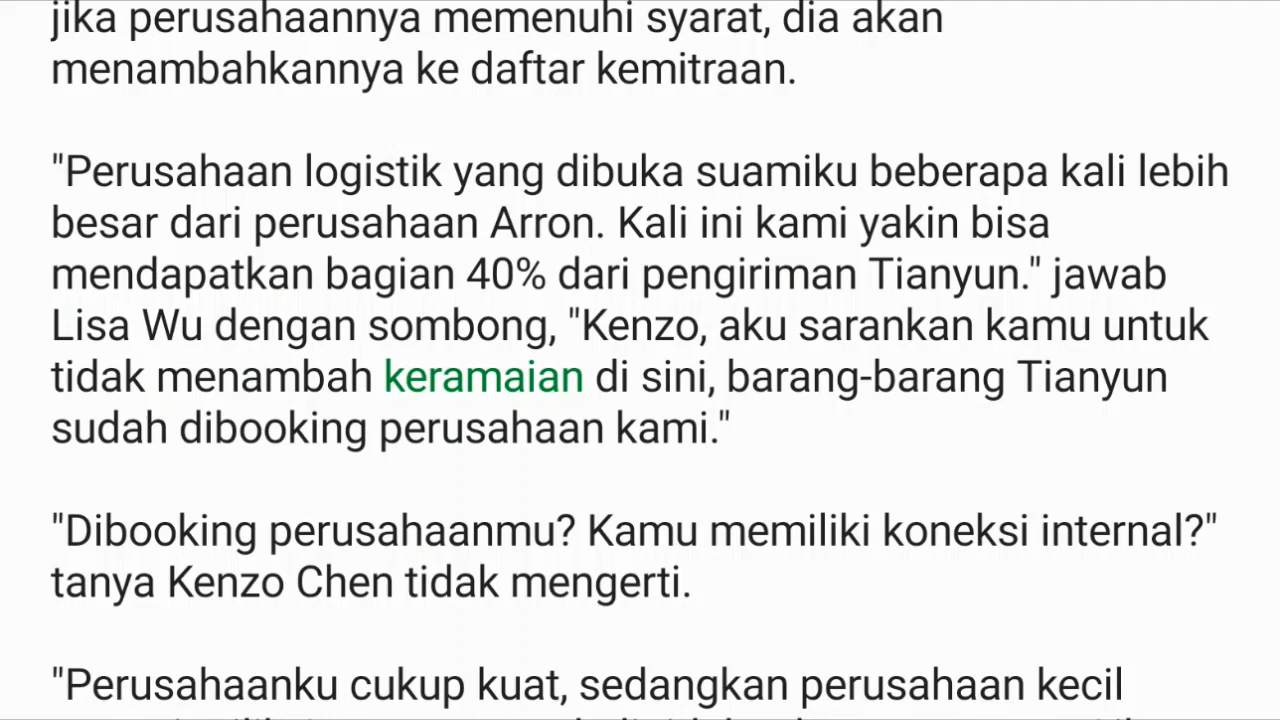 jika perusahaannya memenuhi syarat, dia akan
menambahkannya ke daftar kemitraan.
"Perusahaan logistik yang dibuka suamiku beberapa kali lebih
besar dari perusahaan Arron. Kali ini kami yakin bisa
mendapatkan bagian 40% dari pengiriman Tianyun." jawab
Lisa Wu dengan sombong, "Kenzo, aku sarankan kamu untuk
tidak menambah keramaian di sini, barang-barang Tianyun
sudah dibooking perusahaan kami."
"Dibooking perusahaanmu? Kamu memiliki koneksi internal?"
tanya Kenzo Chen tidak mengerti.
"Perusahaanku cukup kuat, sedangkan perusahaan kecil